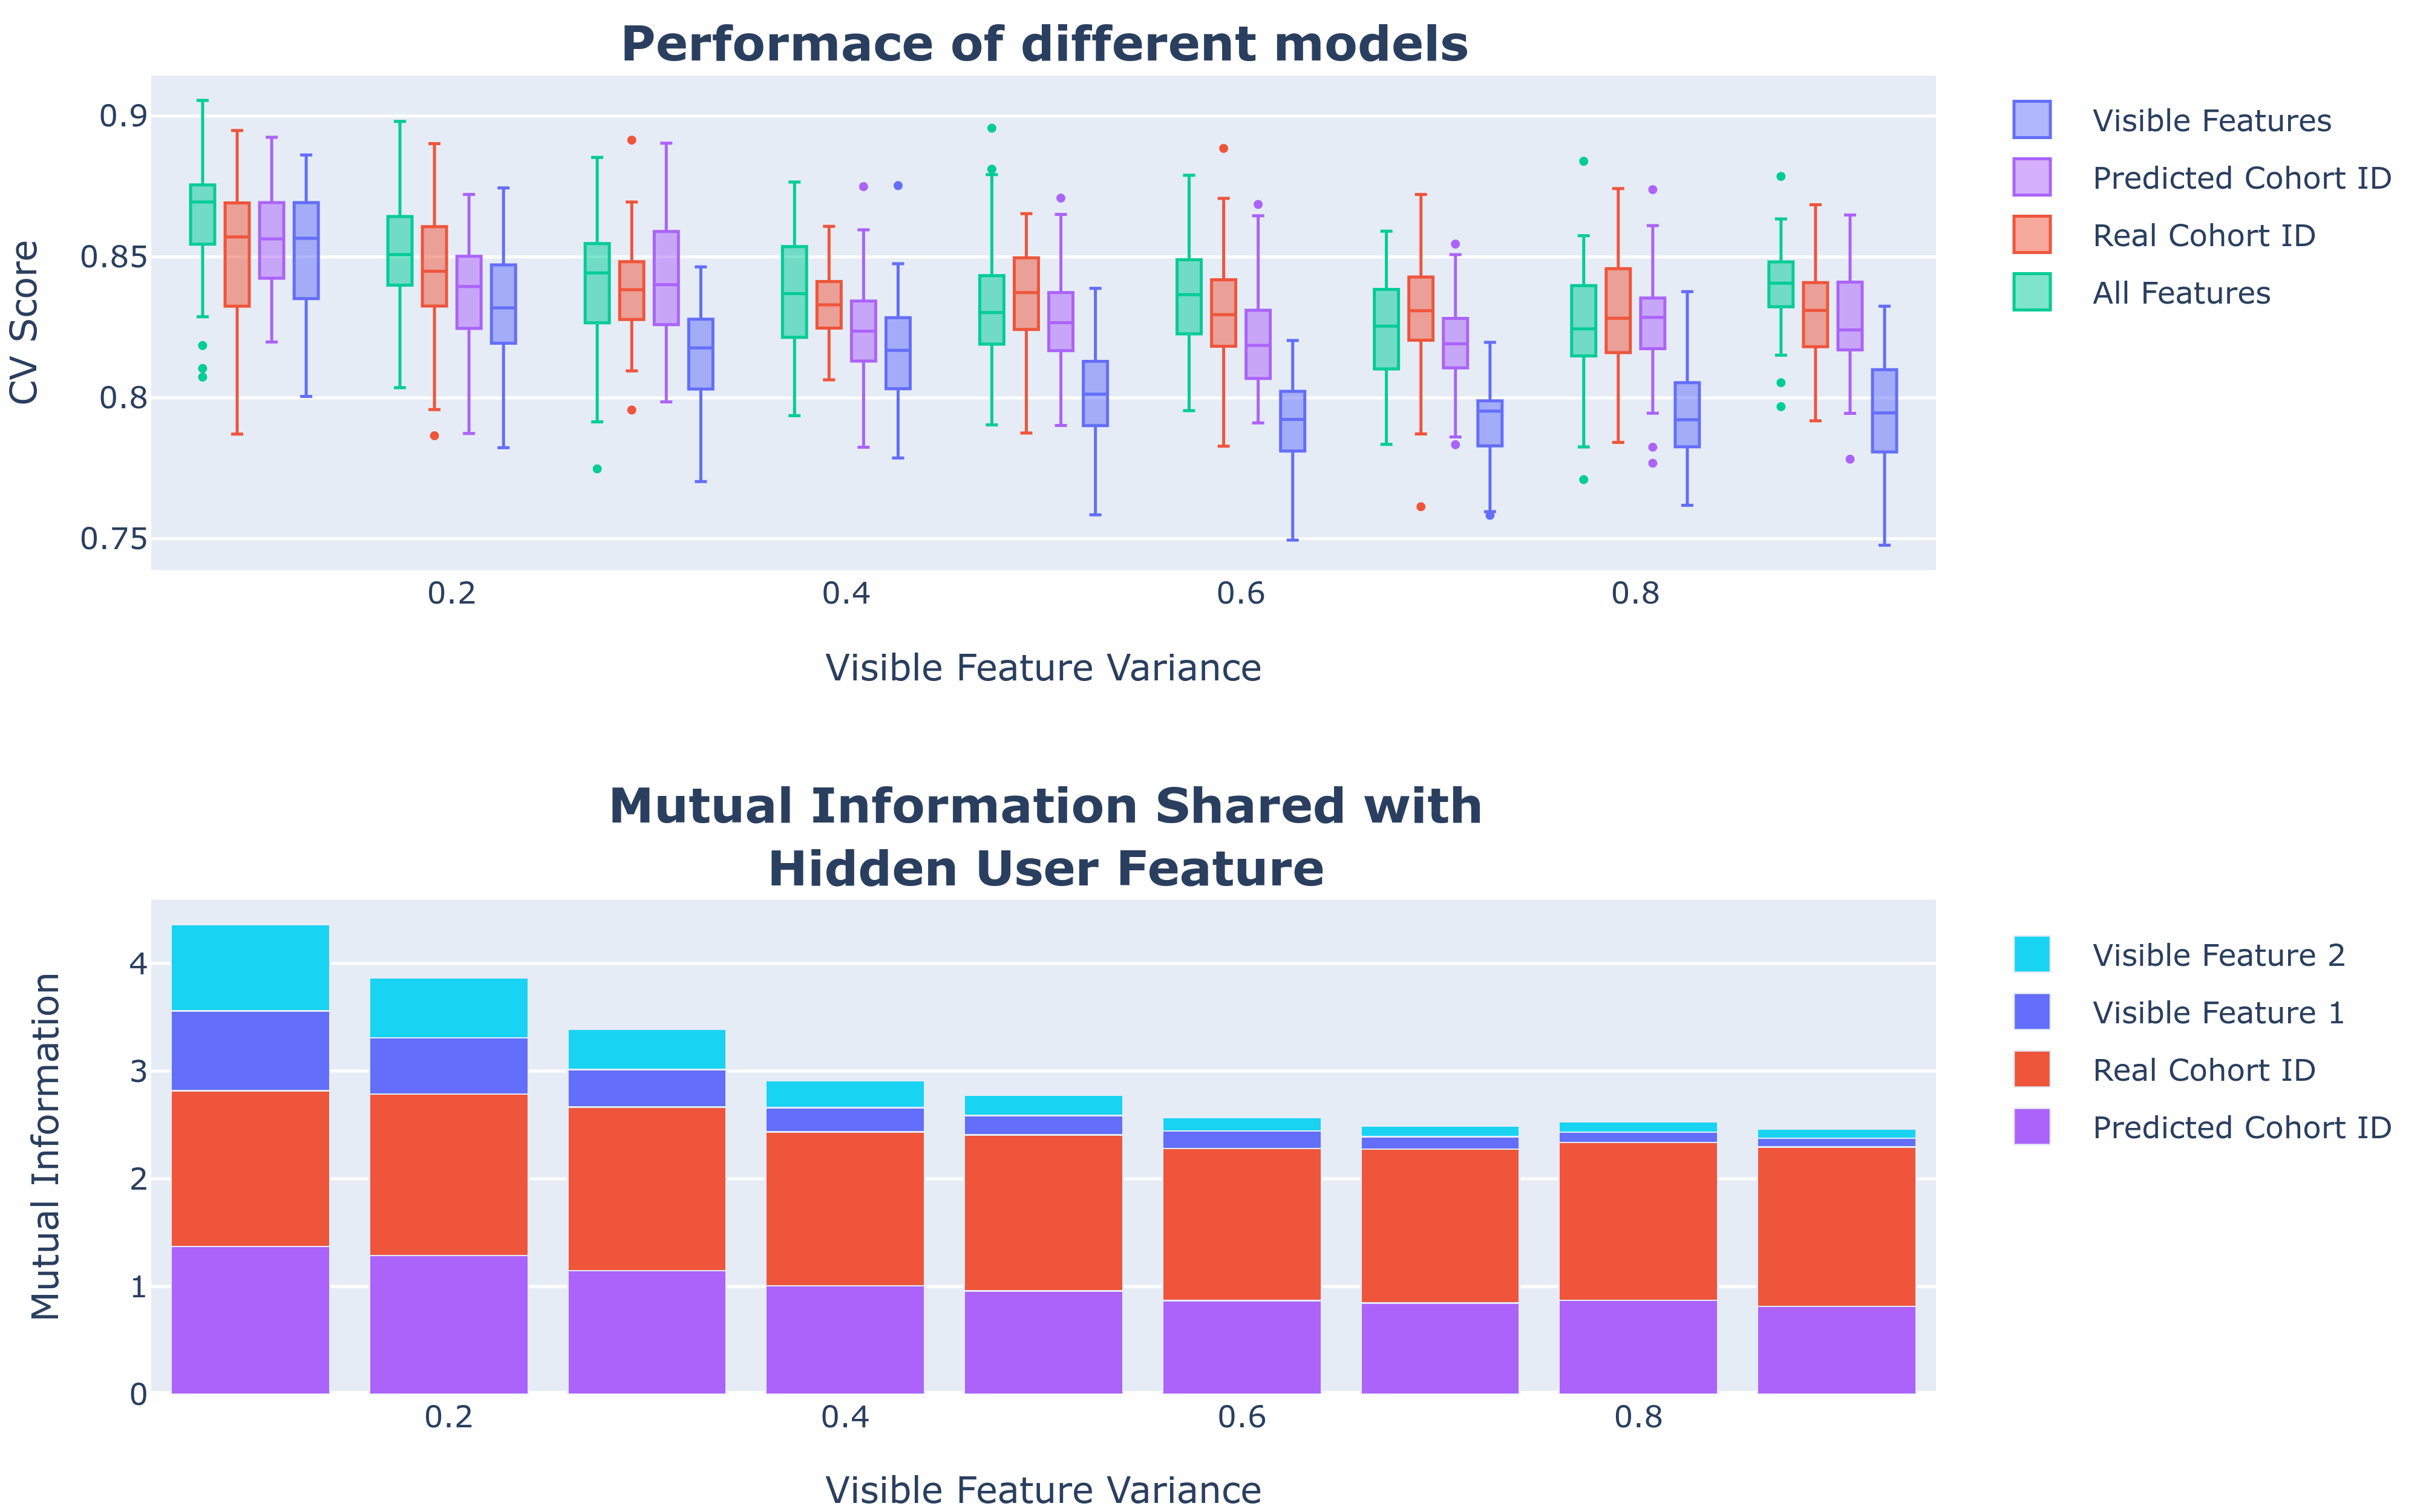 Performace of different models
0.9
0.85
0.8
0.75
CV Score
0.2
0.4
0.6
0.8
Visible Feature Variance
Visible Features
Predicted Cohort ID
Real Cohort ID
All Features
Mutual Information Shared with
Hidden User Feature
4
3
2
1
0
Mutual Information
0.2
0.4
0.6
0.8
Visible Feature Variance
Visible Feature 2
Visible Feature 1
Real Cohort ID
Predicted Cohort ID